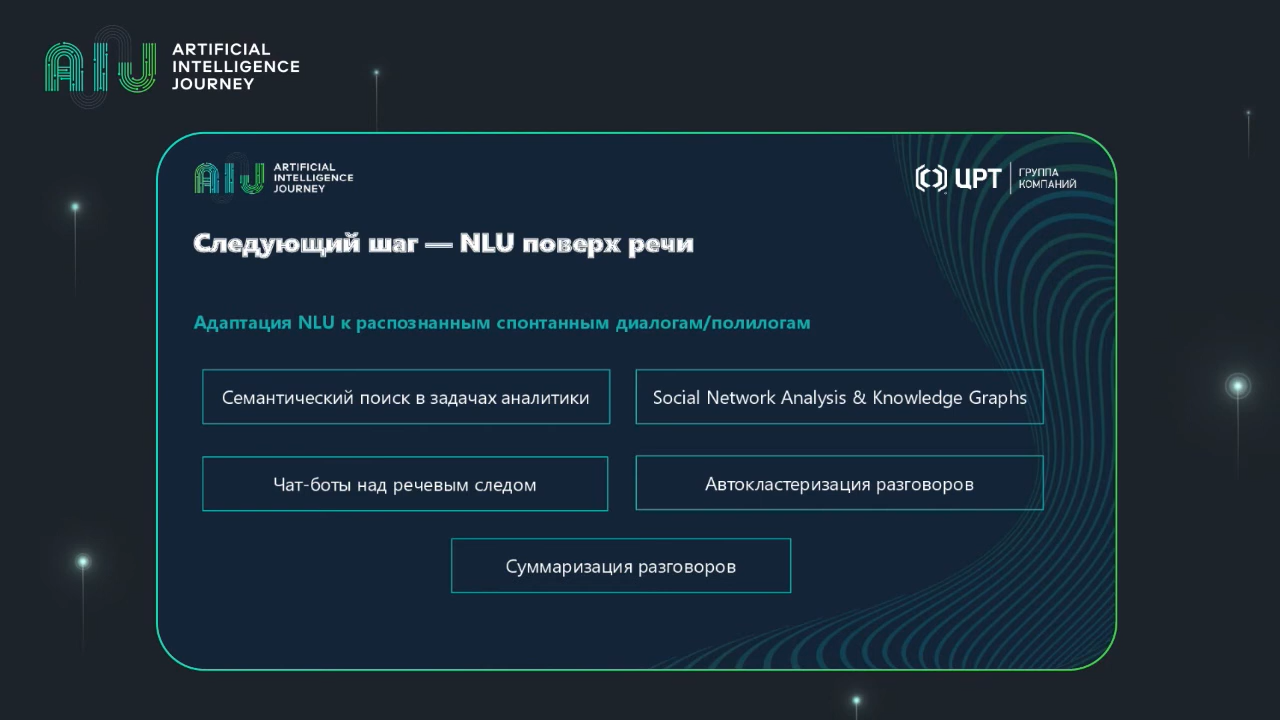 ARTIFICIAL
INTELLIGENCE
JOURNEY
ARTIFICIAL
INTELLIGENCE
JOURNEY
ЦРТ
ГРУППА
КОМПАНИЙ
Следующий шаг — NLU поверх речи
Адаптация NLU к распознанным спонтанным диалогам/полилогам
Семантический поиск в задачах аналитики
Social Network Analysis & Knowledge Graphs
Чат-боты над речевым следом
Автокластеризация разговоров
Суммаризация разговоров